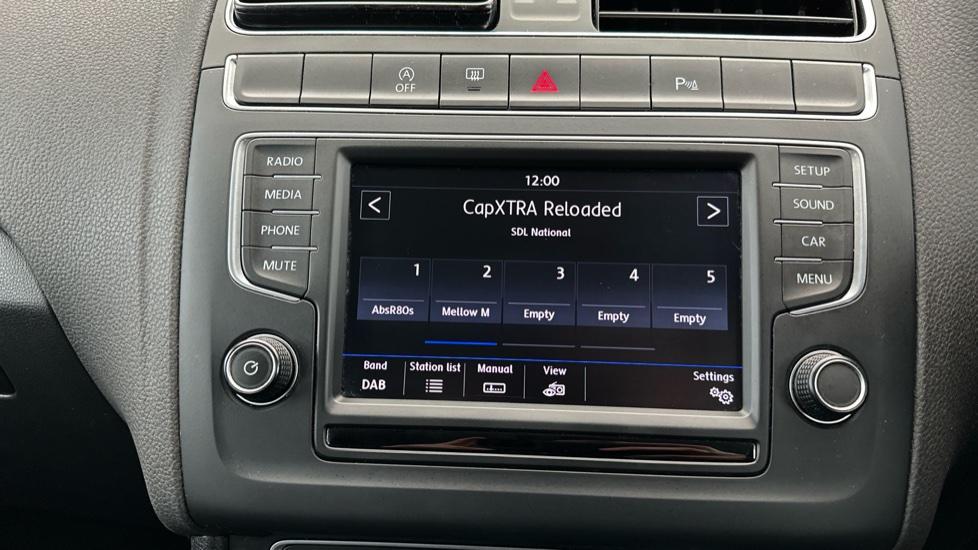 A OFF
P
RADIO
MEDIA
PHONE
MUTE
SETUP
SOUND
CAR
MENU
12:00
< CapXTRA Reloaded >
SDL National
1 2 3 4 5
AbsR80s Mellow M Empty Empty Empty
Band Station list Manual View Settings
DAB